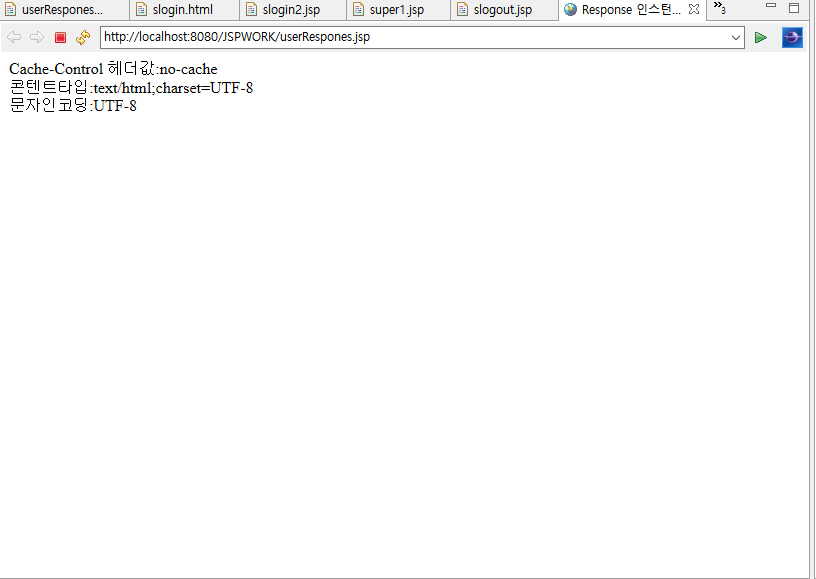 userRespones...
slogin.html
slogin2.jsp
super1.jsp
slogout.jsp
Response 인스턴...
»3
http://localhost:8080/JSPWORK/userRespones.jsp
Cache-Control 헤더값:no-cache
콘텐트타입:text/html;charset=UTF-8
문자인코딩:UTF-8